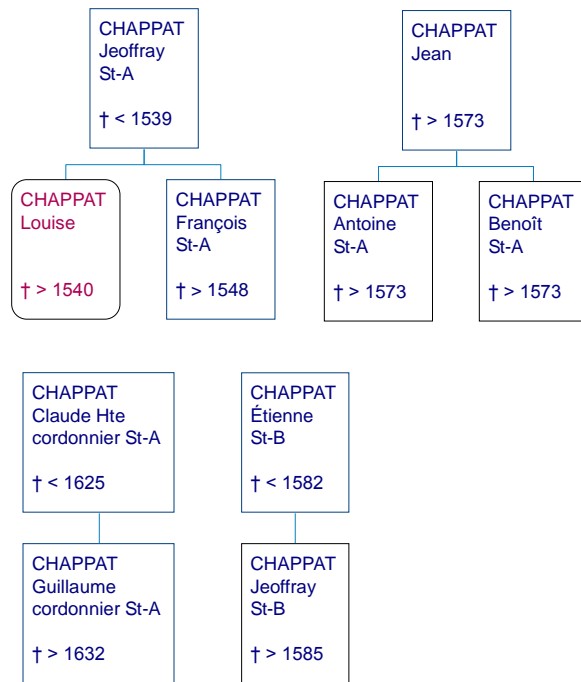 CHAPPAT
Jeoffray
St-A
† < 1539
CHAPPAT
Jean
† > 1573
CHAPPAT
Louise
† > 1540
CHAPPAT
François
St-A
† > 1548
CHAPPAT
Antoine
St-A
† > 1573
CHAPPAT
Benoît
St-A
† > 1573
CHAPPAT
Claude Hte
cordonnier St-A
† < 1625
CHAPPAT
Étienne
St-B
† < 1582
CHAPPAT
Guillaume
cordonnier St-A
† > 1632
CHAPPAT
Jeoffray
St-B
† > 1585